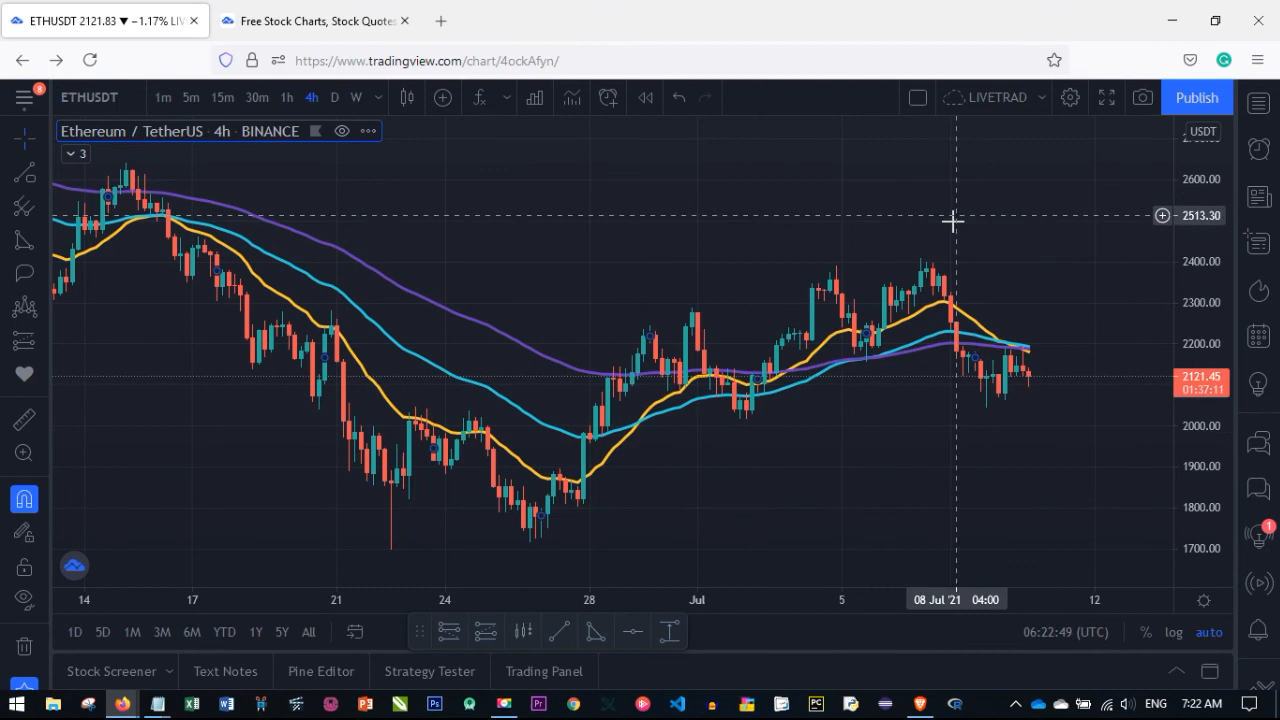 ETHUSDT 2121.83 ▼ −1.17% LIV
Free Stock Charts, Stock Quotes
https://www.tradingview.com/chart/4ockAfyn/
8
ETHUSDT 1m 5m 15m 30m 1h 4h D W LIVETRAD Publish
Ethereum / TetherUS · 4h · BINANCE
USDT
3
2600.00
2513.30
2400.00
2300.00
2200.00
2121.45
01:37:11
2000.00
1900.00
1800.00
1700.00
1
14 17 21 24 28 Jul 5 08 Jul '21 04:00 12
1D 5D 1M 3M 6M YTD 1Y 5Y All 06:22:49 (UTC) % log auto
Stock Screener Text Notes Pine Editor Strategy Tester Trading Panel
ENG 7:22 AM